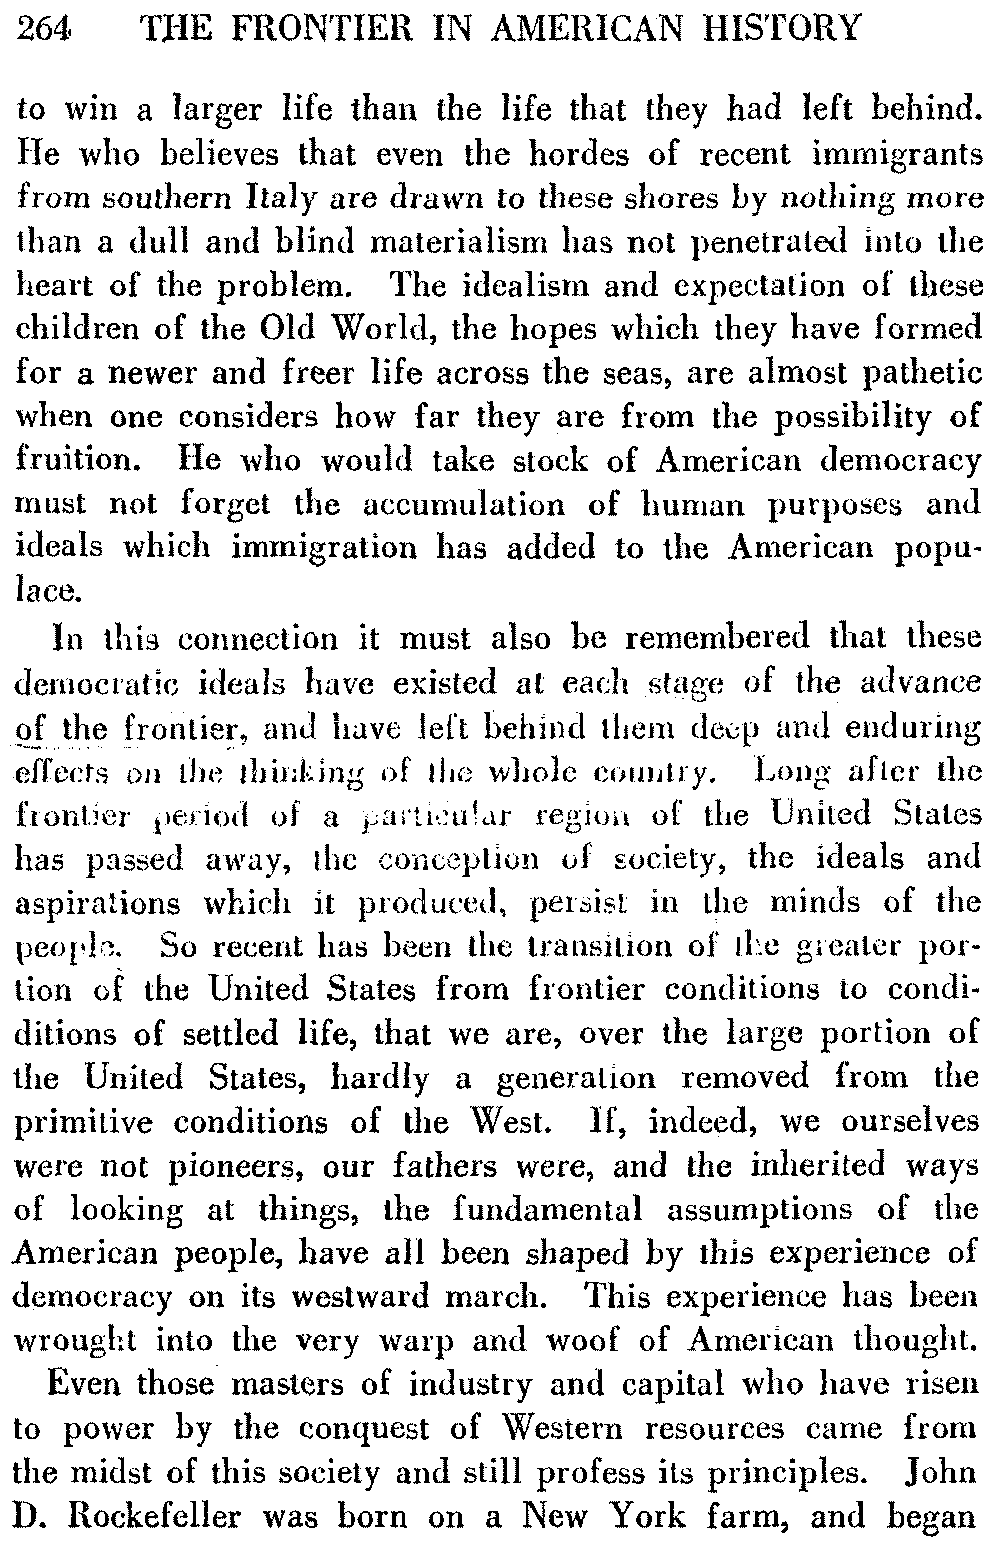 264 THE FRONTIER IN AMERICAN HISTORY
to win a larger life than the life that they had left behind.
He who believes that even the hordes of recent immigrants
from southern Italy are drawn to these shores by nothing more
than a dull and blind materialism has not penetrated into the
heart of the problem. The idealism and expectation of these
children of the Old World, the hopes which they have formed
for a newer and freer life across the seas, are almost pathetic
when one considers how far they are from the possibility of
fruition. He who would take stock of American democracy
must not forget the accumulation of human purposes and
ideals which immigration has added to the American popu-
lace.
In this connection it must also be remembered that these
democratic ideals have existed at each stage of the advance
of the frontier, and have left behind them deep and enduring
effects on the thinking of the whole country. Long after the
frontier period of a particular region of the United States
has passed away, the conception of society, the ideals and
aspirations which it produced, persist in the minds of the
people. So recent has been the transition of the greater por-
tion of the United States from frontier conditions to condi-
ditions of settled life, that we are, over the large portion of
the United States, hardly a generation removed from the
primitive conditions of the West. If, indeed, we ourselves
were not pioneers, our fathers were, and the inherited ways
of looking at things, the fundamental assumptions of the
American people, have all been shaped by this experience of
democracy on its westward march. This experience has been
wrought into the very warp and woof of American thought.
Even those masters of industry and capital who have risen
to power by the conquest of Western resources came from
the midst of this society and still profess its principles. John
D. Rockefeller was born on a New York farm, and began